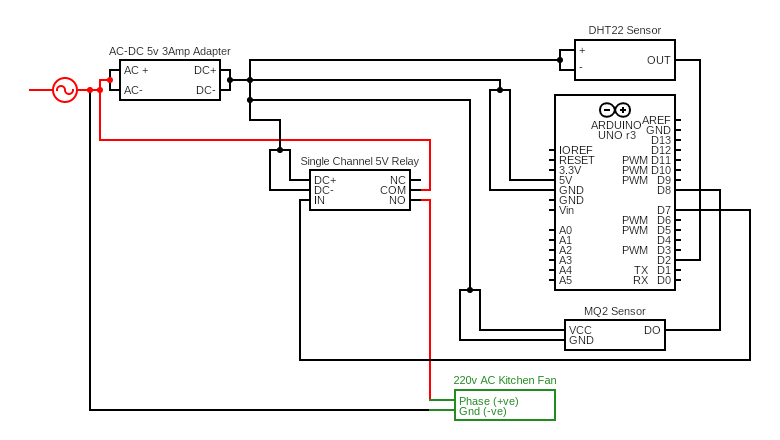 DHT22 Sensor
+
-
OUT
AC-DC 5v 3Amp Adapter
AC +
DC+
AC-
DC-
ARDUINO
UNO r3
AREF
GND
D13
IOREF
D12
RESET
PWM D11
3.3V
PWM D10
5V
PWM D9
GND
D8
GND
Vin
D7
PWM D6
A0
PWM D5
A1
D4
A2
PWM D3
A3
D2
A4
TX D1
A5
RX D0
Single Channel 5V Relay
DC+
NC
DC-
COM
IN
NO
MQ2 Sensor
VCC
DO
GND
220v AC Kitchen Fan
Phase (+ve)
Gnd (-ve)